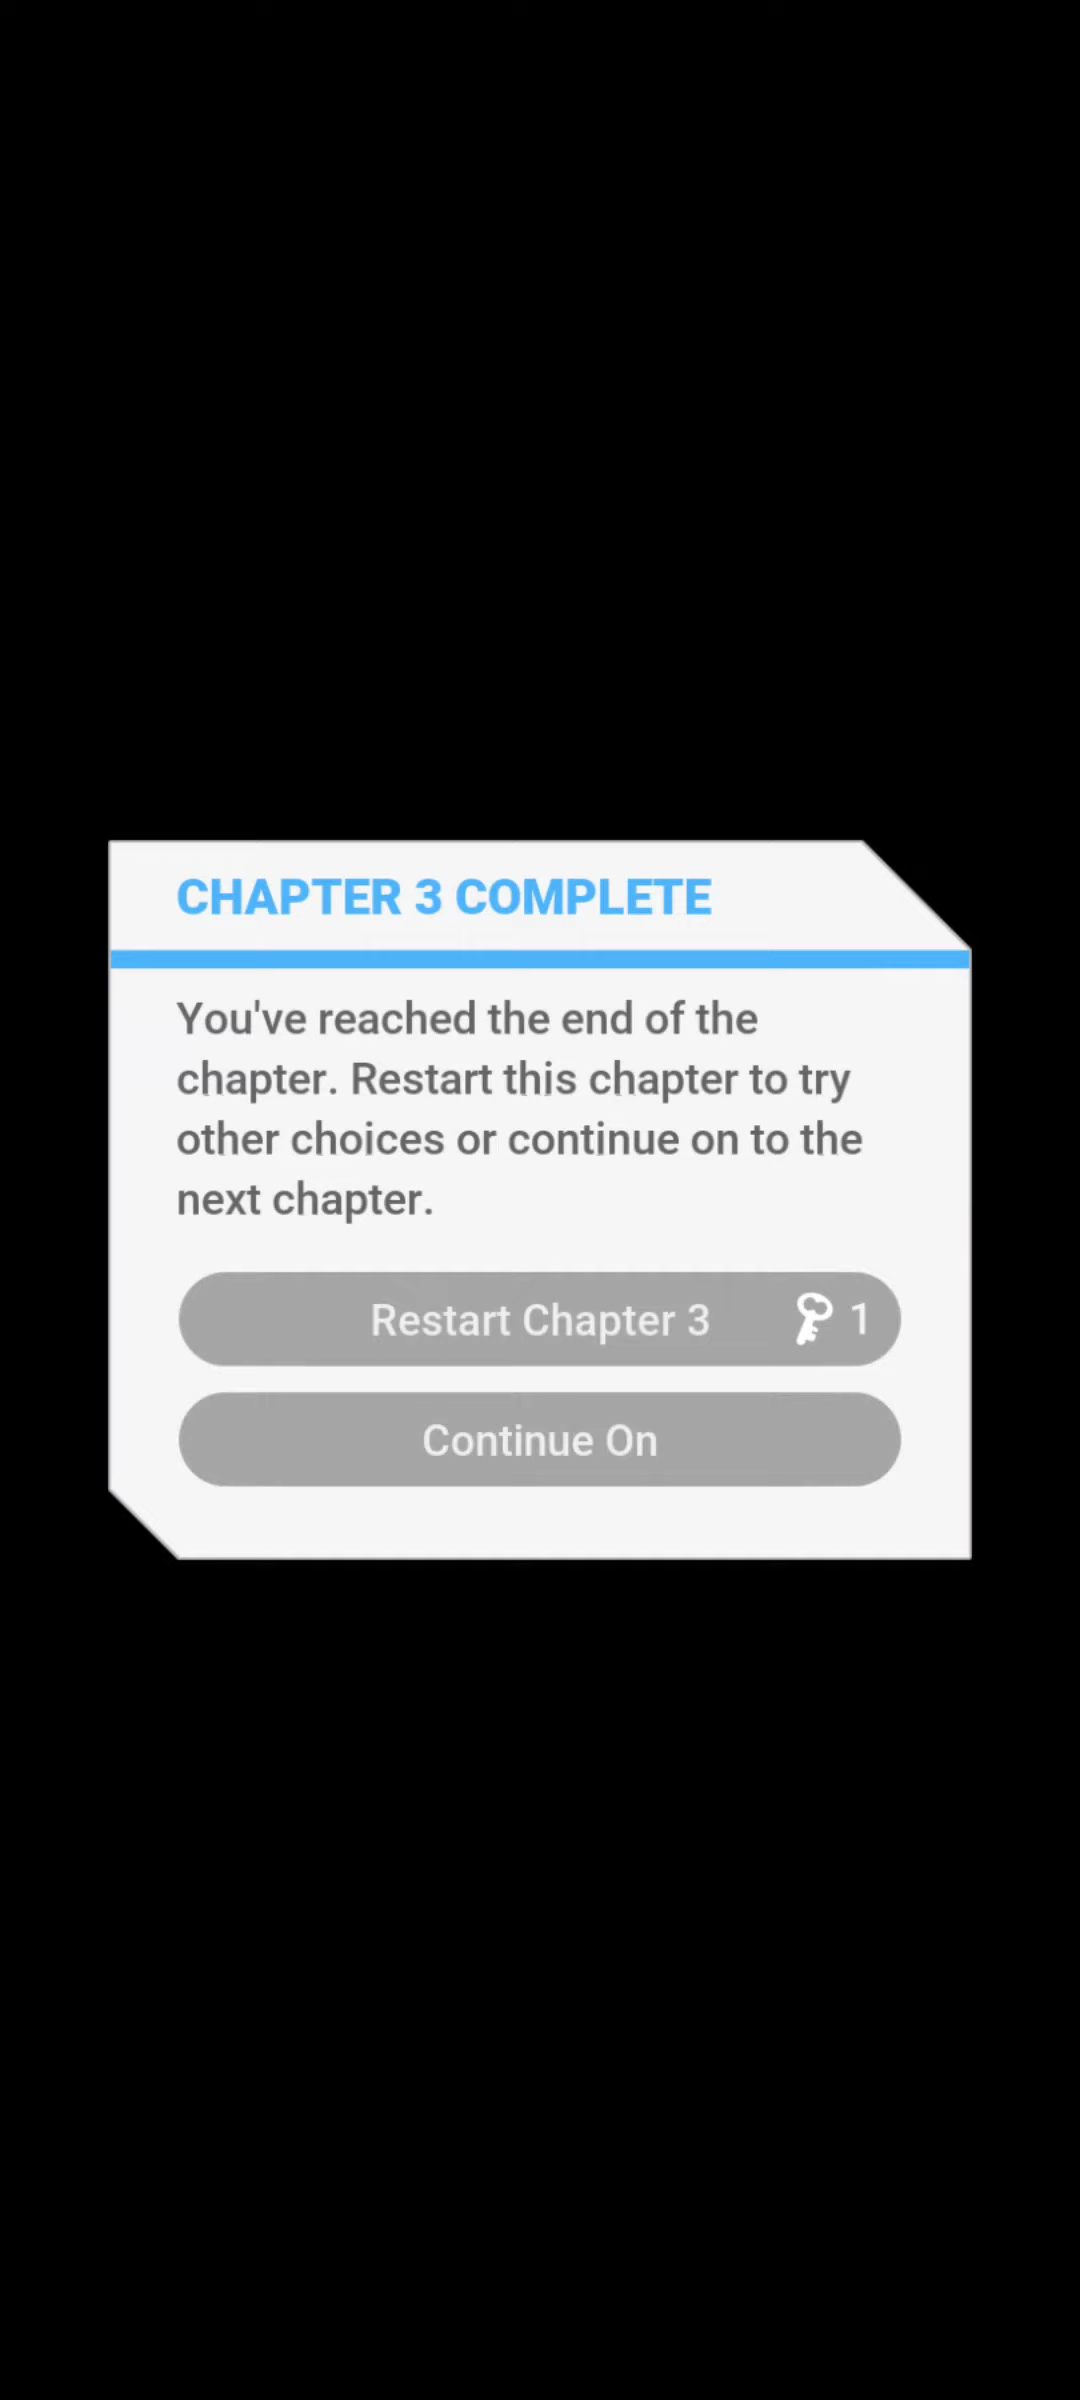 CHAPTER 3 COMPLETE
You've reached the end of the
chapter. Restart this chapter to try
other choices or continue on to the
next chapter.
Restart Chapter 3 1
Continue On